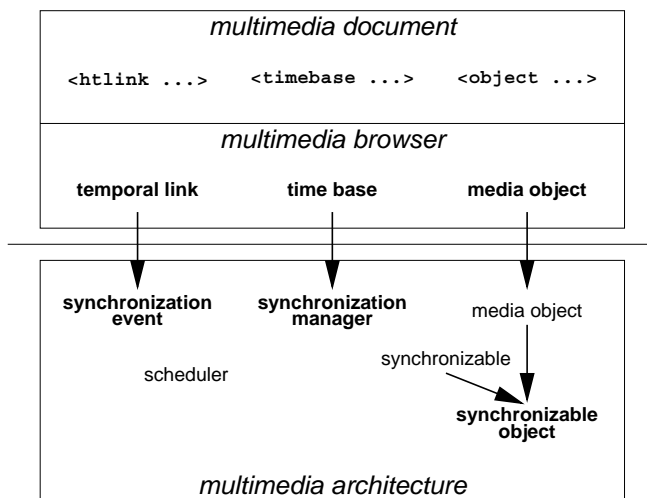 multimedia document
<htlink ...> <timebase ...> <object ...>
multimedia browser
temporal link time base media object
synchronization event
synchronization manager
media object
scheduler
synchronizable
synchronizable object
multimedia architecture